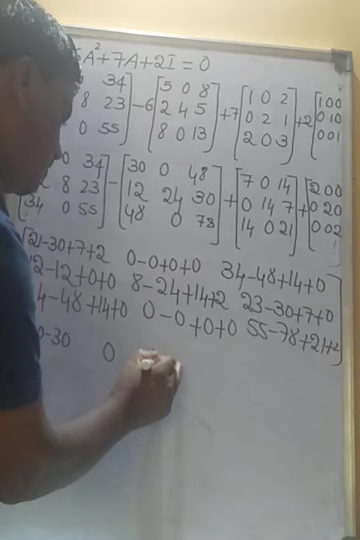 A²+7A+2I=0
34 8 23 0 55 -6 5 0 8 2 4 5 8 0 13 +7 1 0 2 0 2 1 2 0 3 +2 1 0 0 0 1 0 0 0 1
0 34 8 23 34 0 55 - 30 0 48 12 24 30 48 0 78 + 7 0 14 0 14 7 14 0 21 + 2 0 0 0 2 0 0 0 2
21-30+7+2 0-0+0+0 34-48+14+0
12-12+0+0 8-24+14+2 23-30+7+0
4-48+14+0 0-0+0+0 55-78+21+2
0-30 0